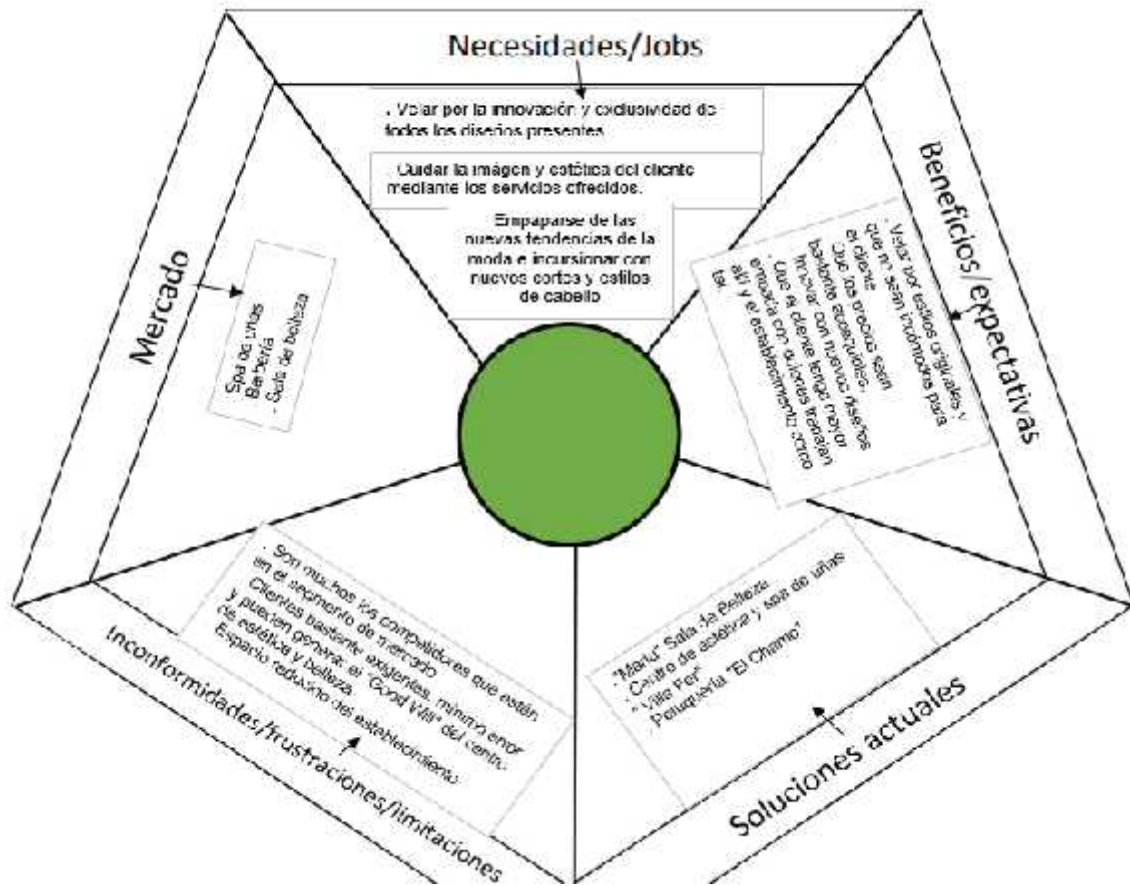 Necesidades/Jobs
. Velar por la innovación y exclusividad de
todos los diseños presentes
. Cuidar la imágen y estética del cliente
mediante los servicios ofrecidos.
Empaparse de las
nuevas tendencias de la
moda e incursionar con
nuevos cortes y estilos
de cabello
Beneficios/expectativas
. Velar por estilos originales y
que no sean incómodos para
el cliente
Que los precios sean
bastante asequibles,
innovar con nuevos diseños
. Que el cliente tenga mayor
empatía con quienes trabajan
allí y el establecimiento como
tal.
Mercado
Spa de uñas
Barbería
. Sala de belleza
Inconformidades/frustraciones/limitaciones
. Son muchos los competidores que están
en el segmento de mercado
Clientes bastante exigentes, mínimo error
y pueden generar el "Good Will" del centro
de estética y belleza.
Espacio reducido del establecimiento
Soluciones actuales
Sala de Belleza
. Centro de estética y spa de uñas
"Villa Fer"
. Peluquería "El Chamo"